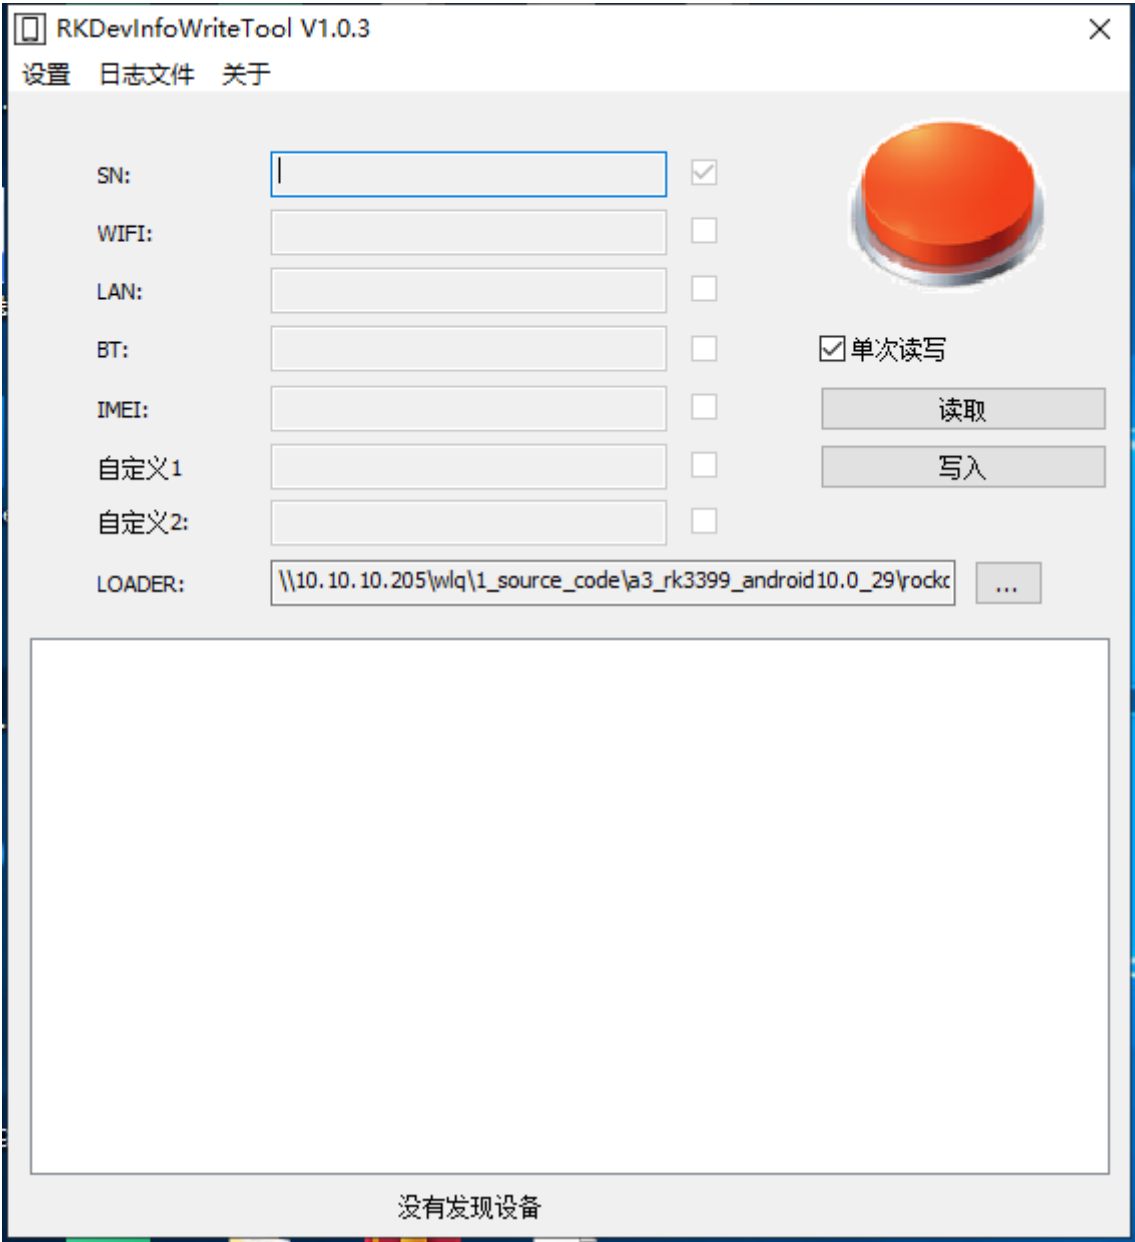 RKDevInfoWriteTool V1.0.3
设置 日志文件 关于
SN:
WIFI:
LAN:
BT:
单次读写
IMEI:
读取
自定义1
写入
自定义2:
LOADER:
\\10.10.10.205\wlq\1_source_code\a3_rk3399_android10.0_29\rockc
...
没有发现设备